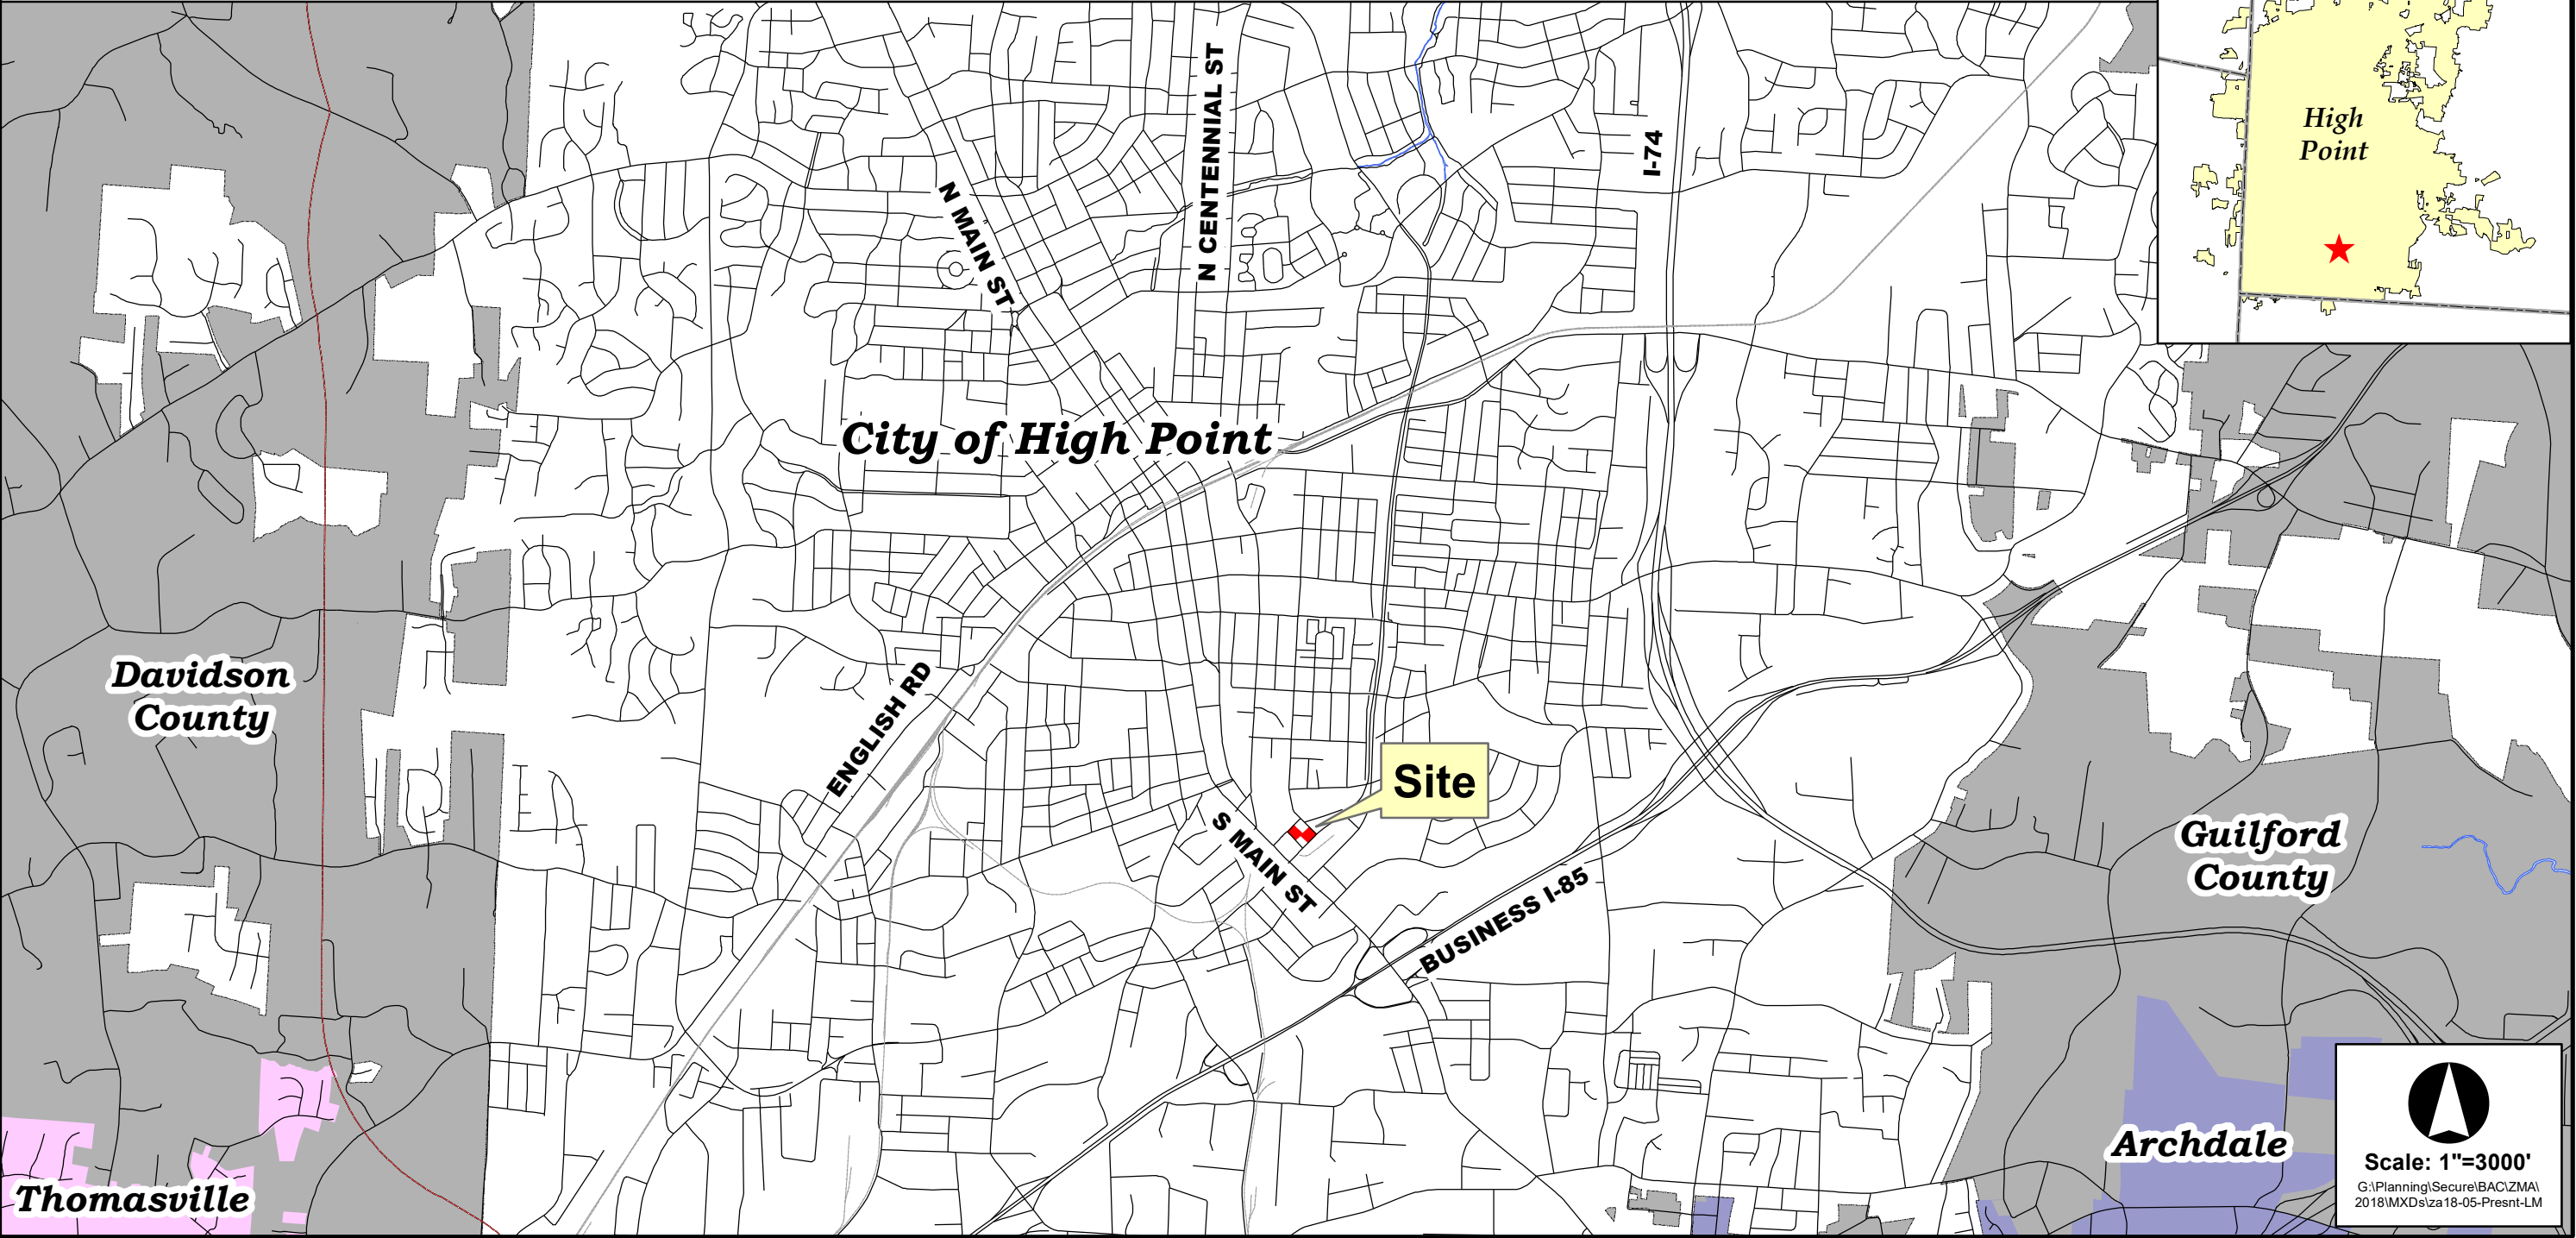 N CENTENNIAL ST
I-74
High
Point
N MAIN ST
City of High Point
Davidson
County
ENGLISH RD
Site
S MAIN ST
BUSINESS I-85
Guilford
County
Archdale
Thomasville
Scale: 1"=3000'
G:\Planning\Secure\BAC\ZMA\
2018\MXDs\za18-05-Presnt-LM